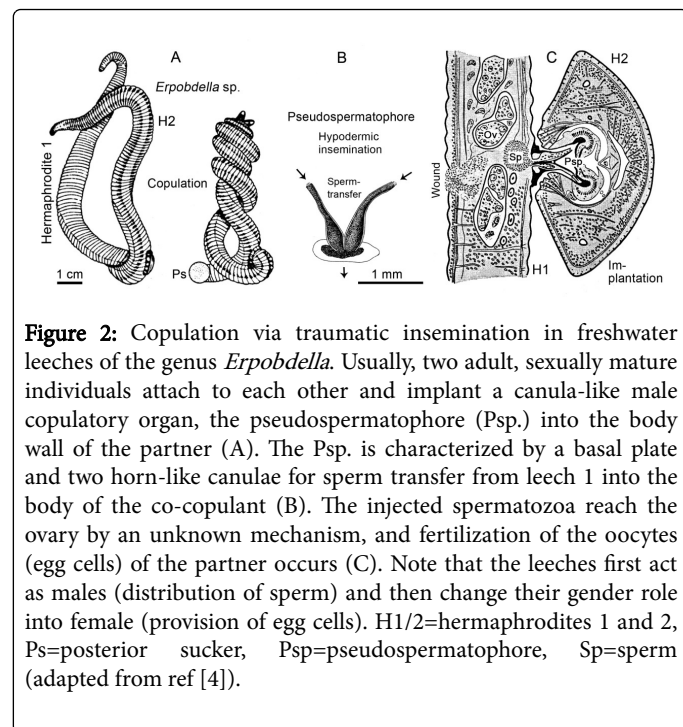 A
B
C
H2
Erpobdella sp.
H2
Pseudospermatophore
Hypodermic
insemination
Ov
Hermaphrodite 1
Copulation
Sperm-
transfer
Wound
Sp
Psp.
Ps
1 cm
1 mm
H1
Im-
plantation
Figure 2: Copulation via traumatic insemination in freshwater
leeches of the genus Erpobdella. Usually, two adult, sexually mature
individuals attach to each other and implant a canula-like male
copulatory organ, the pseudospermatophore (Psp.) into the body
wall of the partner (A). The Psp. is characterized by a basal plate
and two horn-like canulae for sperm transfer from leech 1 into the
body of the co-copulant (B). The injected spermatozoa reach the
ovary by an unknown mechanism, and fertilization of the oocytes
(egg cells) of the partner occurs (C). Note that the leeches first act
as males (distribution of sperm) and then change their gender role
into female (provision of egg cells). H1/2=hermaphrodites 1 and 2,
Ps=posterior sucker, Psp=pseudospermatophore, Sp=sperm
(adapted from ref [4]).